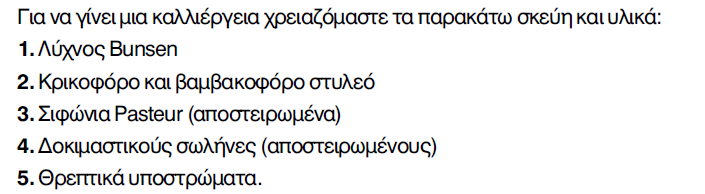 Για να γίνει μια καλλιέργεια χρειαζόμαστε τα παρακάτω σκεύη και υλικά:
1. Λύχνος Bunsen
2. Κρικοφόρο και βαμβακοφόρο στυλεό
3. Σιφώνια Pasteur (αποστειρωμένα)
4. Δοκιμαστικούς σωλήνες (αποστειρωμένους)
5. Θρεπτικά υποστρώματα.